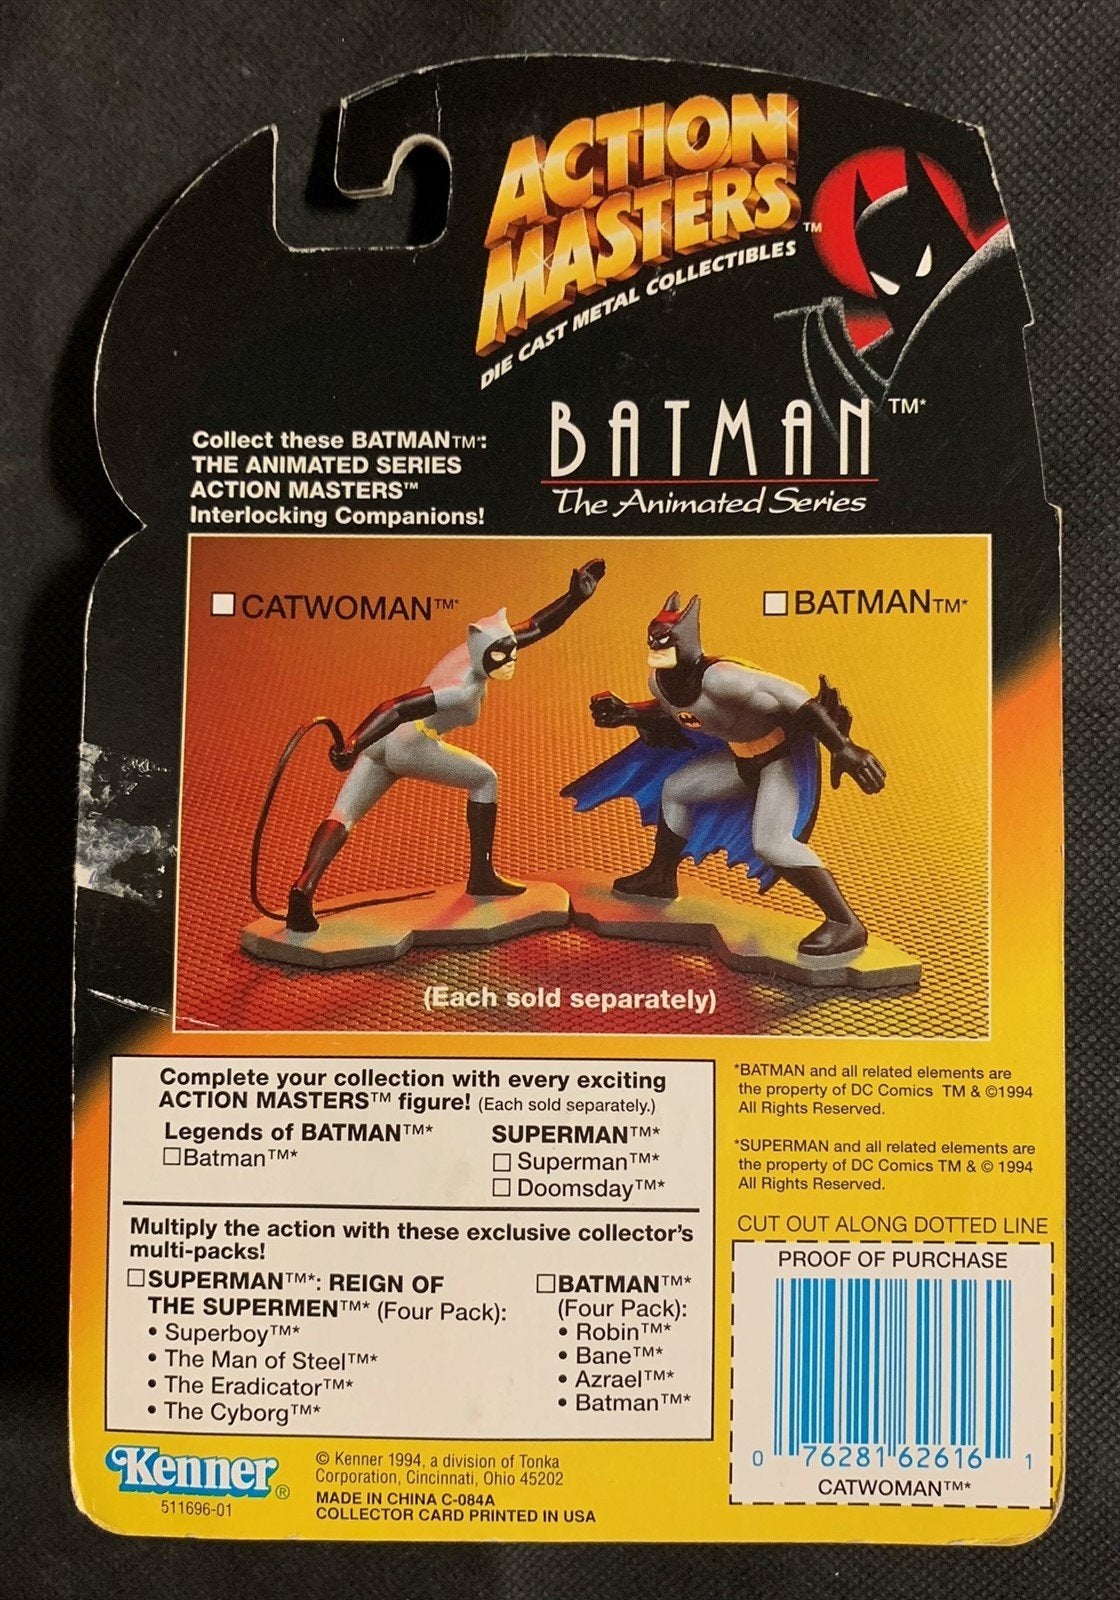 ACTION
MASTERS™
DIE CAST METAL COLLECTIBLES
BATMAN™*
The Animated Series
Collect these BATMAN™*:
THE ANIMATED SERIES
ACTION MASTERS™
Interlocking Companions!
CATWOMAN™*
BATMAN™*
(Each sold separately)
Complete your collection with every exciting
ACTION MASTERS™ figure! (Each sold separately.)
Legends of BATMAN™*
☐Batman™*
SUPERMAN™*
☐ Superman™*
☐ Doomsday™*
Multiply the action with these exclusive collector's
multi-packs!
☐SUPERMAN™*: REIGN OF
THE SUPERMEN™* (Four Pack):
• Superboy™*
• The Man of Steel™*
• The Eradicator™*
• The Cyborg™*
☐BATMAN™*
(Four Pack):
• Robin™*
• Bane™*
• Azrael™*
• Batman™*
*BATMAN and all related elements are
the property of DC Comics TM & ©1994
All Rights Reserved.
*SUPERMAN and all related elements are
the property of DC Comics TM & © 1994
All Rights Reserved.
CUT OUT ALONG DOTTED LINE
PROOF OF PURCHASE
0 76281 62616 1
CATWOMAN™*
Kenner®
511696-01
© Kenner 1994, a division of Tonka
Corporation, Cincinnati, Ohio 45202
MADE IN CHINA C-084A
COLLECTOR CARD PRINTED IN USA